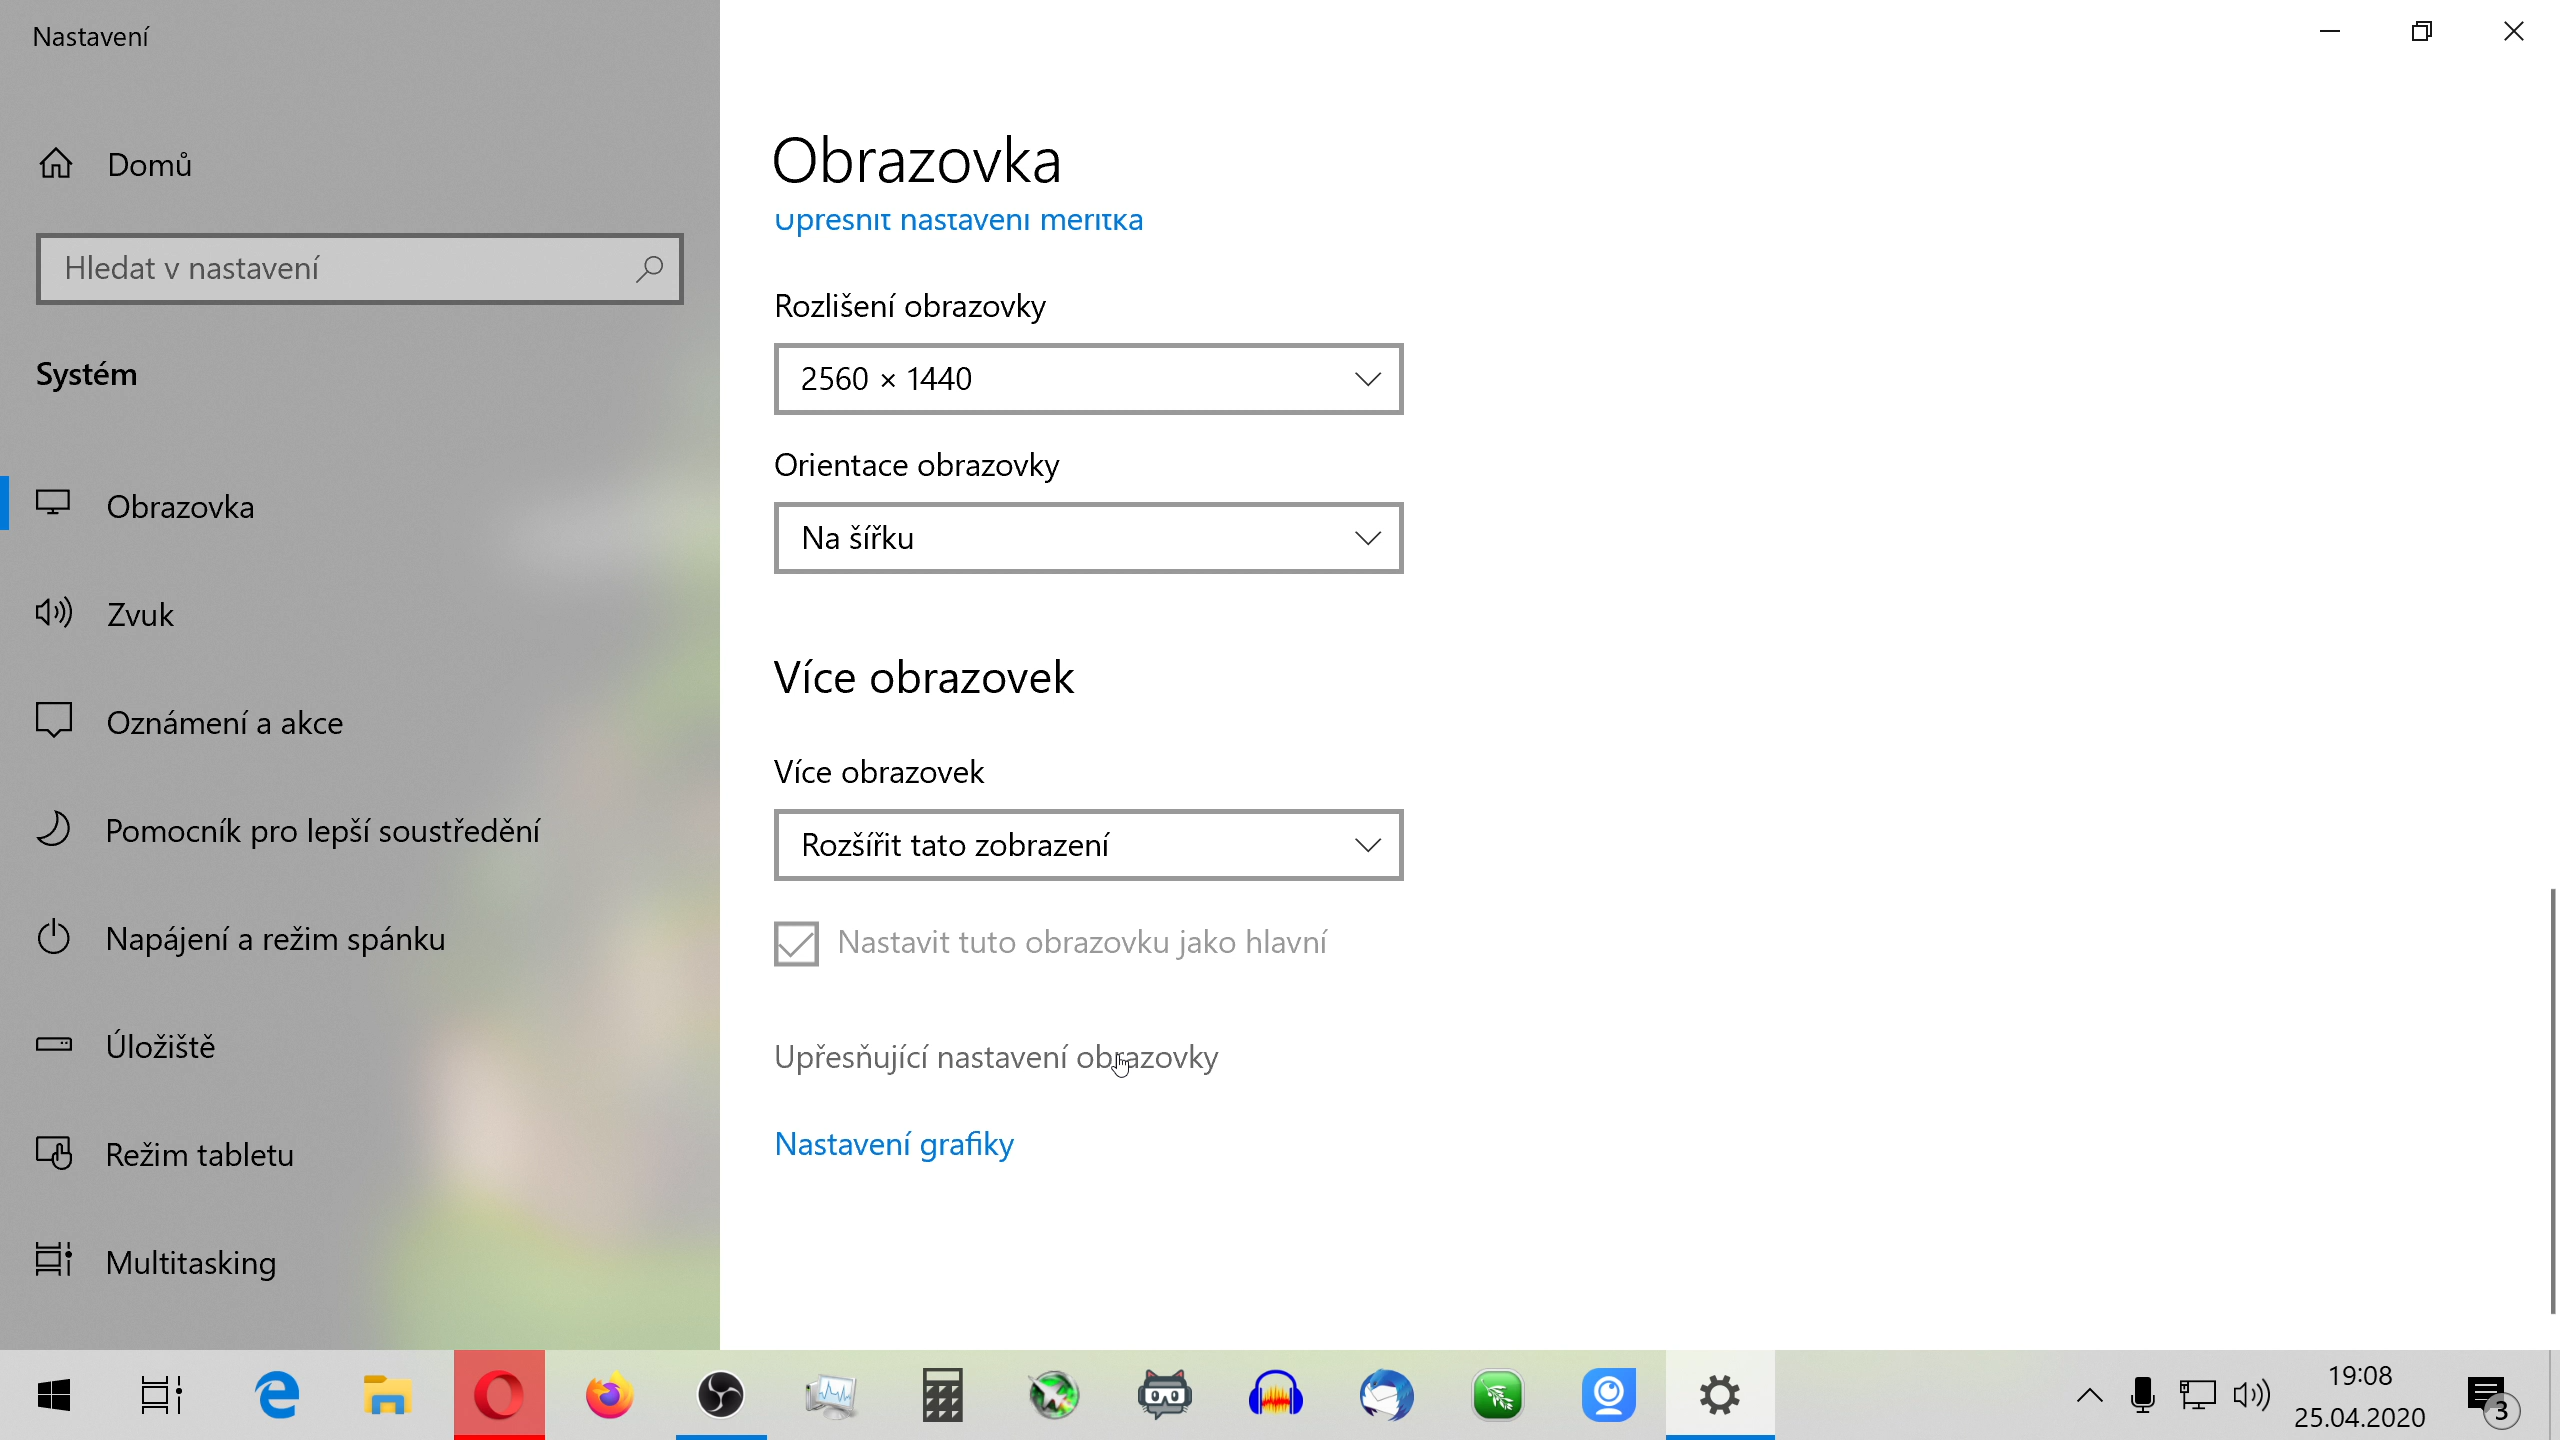 Nastavení
Domů
Hledat v nastavení
Systém
Obrazovka
Zvuk
Oznámení a akce
Pomocník pro lepší soustředění
Napájení a režim spánku
Úložiště
Režim tabletu
Multitasking
Obrazovka
Upřesnit nastavení měřítka
Rozlišení obrazovky
2560 × 1440
Orientace obrazovky
Na šířku
Více obrazovek
Více obrazovek
Rozšířit tato zobrazení
Nastavit tuto obrazovku jako hlavní
Upřesňující nastavení obrazovky
Nastavení grafiky
19:08
25.04.2020
3